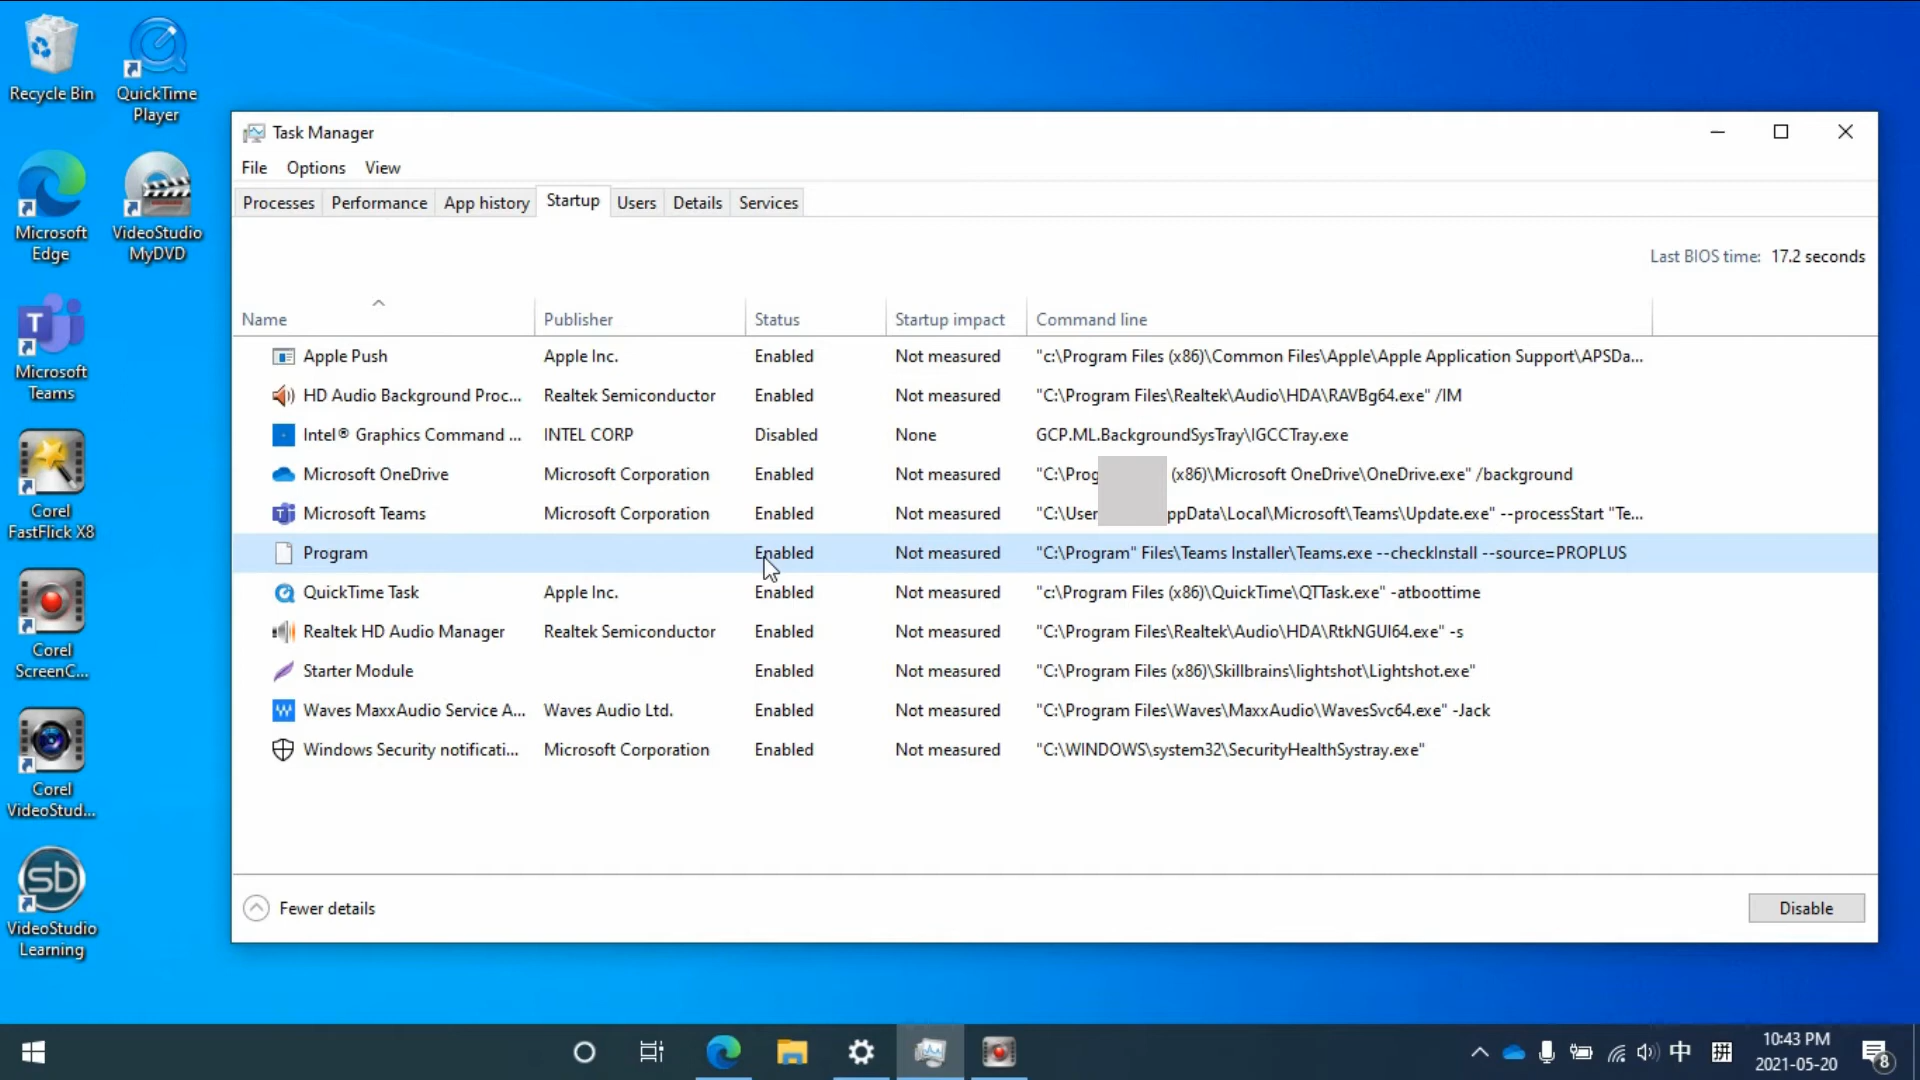 Recycle Bin
QuickTime
Player
Microsoft
Edge
VideoStudio
MyDVD
Microsoft
Teams
Corel
FastFlick X8
Corel
ScreenC...
Corel
VideoStud...
VideoStudio
Learning
Task Manager
File Options View
Processes Performance App history Startup Users Details Services
Last BIOS time: 17.2 seconds
Name Publisher Status Startup impact Command line
Apple Push Apple Inc. Enabled Not measured "c:\Program Files (x86)\Common Files\Apple\Apple Application Support\APSDa...
HD Audio Background Proc... Realtek Semiconductor Enabled Not measured "C:\Program Files\Realtek\Audio\HDA\RAVBg64.exe" /IM
Intel® Graphics Command ... INTEL CORP Disabled None GCP.ML.BackgroundSysTray\IGCCTray.exe
Microsoft OneDrive Microsoft Corporation Enabled Not measured "C:\Prog (x86)\Microsoft OneDrive\OneDrive.exe" /background
Microsoft Teams Microsoft Corporation Enabled Not measured "C:\User ppData\Local\Microsoft\Teams\Update.exe" --processStart "Te...
Program Enabled Not measured "C:\Program" Files\Teams Installer\Teams.exe --checkInstall --source=PROPLUS
QuickTime Task Apple Inc. Enabled Not measured "c:\Program Files (x86)\QuickTime\QTTask.exe" -atboottime
Realtek HD Audio Manager Realtek Semiconductor Enabled Not measured "C:\Program Files\Realtek\Audio\HDA\RtkNGUI64.exe" -s
Starter Module Enabled Not measured "C:\Program Files (x86)\Skillbrains\lightshot\Lightshot.exe"
Waves MaxxAudio Service A... Waves Audio Ltd. Enabled Not measured "C:\Program Files\Waves\MaxxAudio\WavesSvc64.exe" -Jack
Windows Security notificati... Microsoft Corporation Enabled Not measured "C:\WINDOWS\system32\SecurityHealthSystray.exe"
Fewer details
Disable
中 拼
10:43 PM
2021-05-20
8